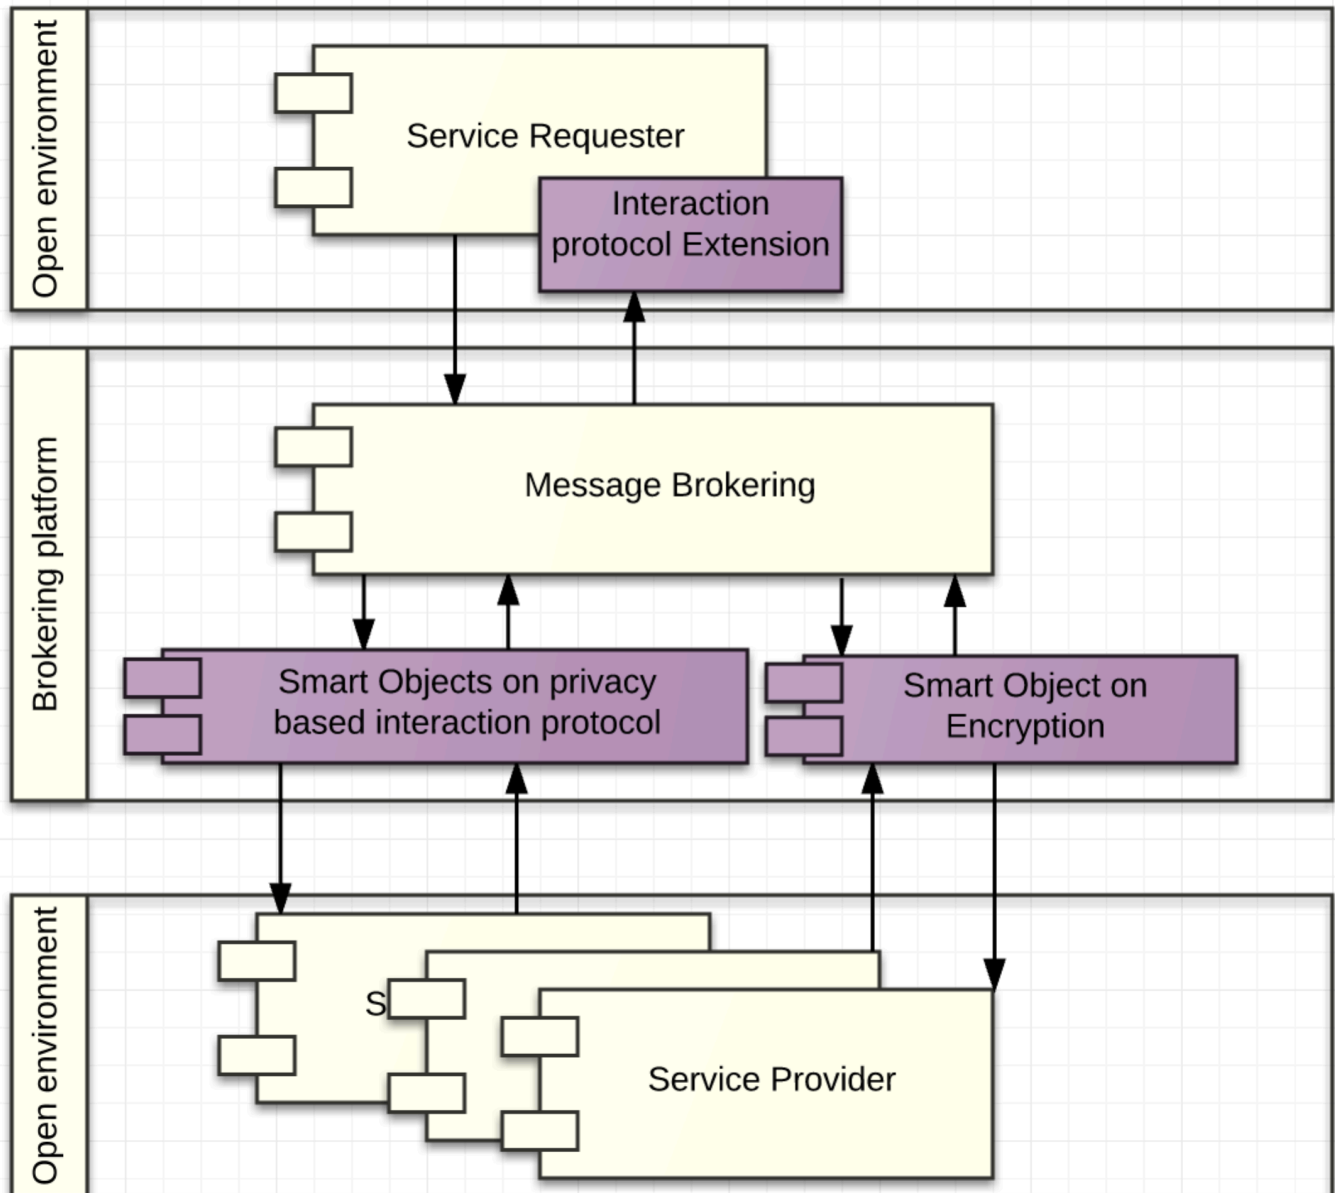 Open environment
Service Requester
Interaction
protocol Extension
Brokering platform
Message Brokering
Smart Objects on privacy
based interaction protocol
Smart Object on
Encryption
Open environment
S
Service Provider